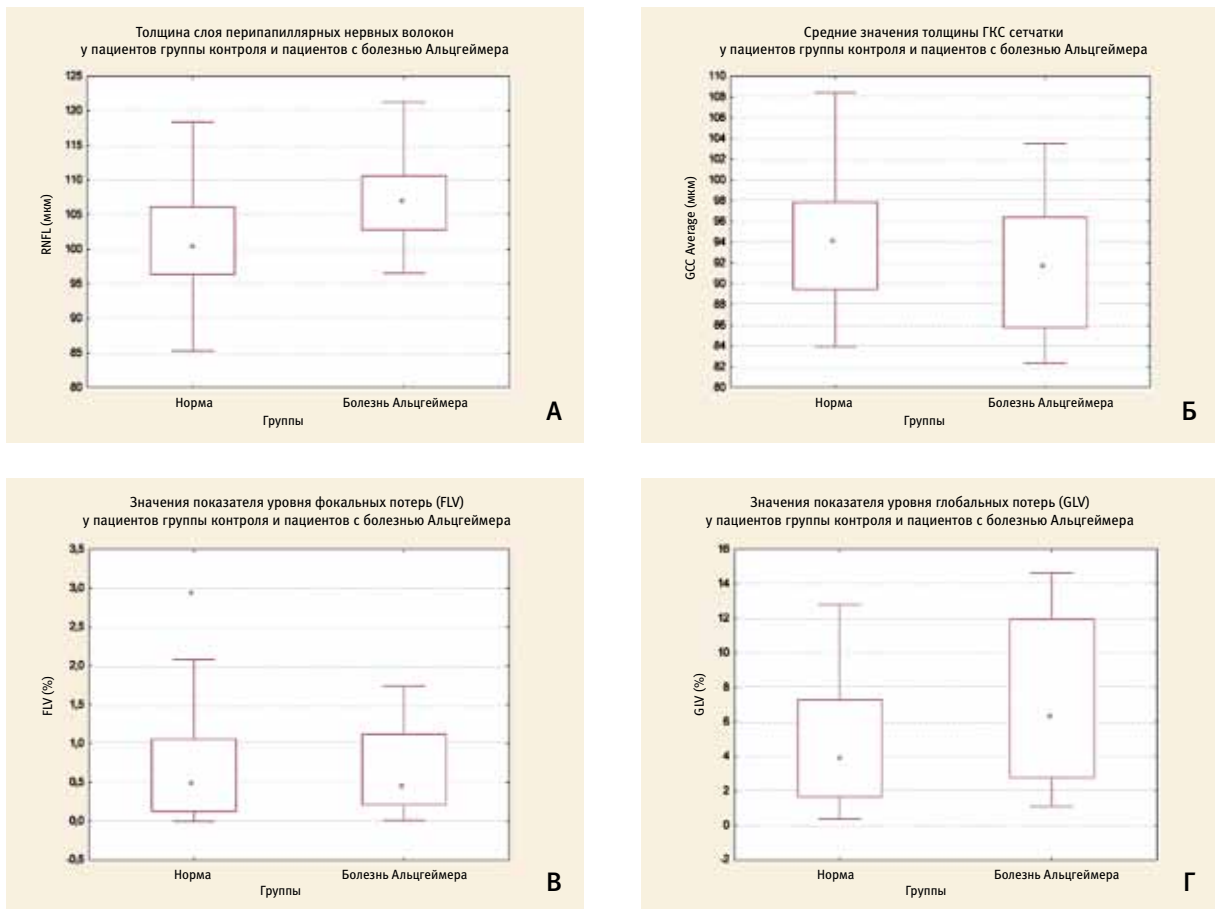 Толщина слоя перипапиллярных нервных волокон
у пациентов группы контроля и пациентов с болезнью Альцгеймера
125
120
115
110
105
100
95
90
85
80
RNFL (мкм)
Норма
Болезнь Альцгеймера
Группы
А
Средние значения толщины ГКС сетчатки
у пациентов группы контроля и пациентов с болезнью Альцгеймера
110
108
106
104
102
100
98
96
94
92
90
88
86
84
82
80
GCC Average (мкм)
Норма
Болезнь Альцгеймера
Группы
Б
Значения показателя уровня фокальных потерь (FLV)
у пациентов группы контроля и пациентов с болезнью Альцгеймера
3,5
3,0
2,5
2,0
1,5
1,0
0,5
0,0
-0,5
FLV (%)
Норма
Болезнь Альцгеймера
Группы
В
Значения показателя уровня глобальных потерь (GLV)
у пациентов группы контроля и пациентов с болезнью Альцгеймера
16
14
12
10
8
6
4
2
0
-2
GLV (%)
Норма
Болезнь Альцгеймера
Группы
Г